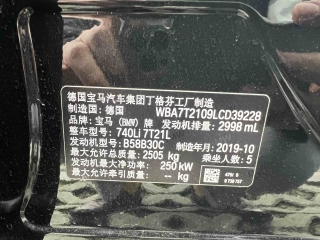 德国宝马汽车集团丁格芬工厂制造
制造国：德国 WBA7T2109LCD39228
品牌：宝马（BMW）牌 发动机排量：2998 mL
整车型号：740Li 7T21L
发动机型号：B58B30C 制造年月：2019-10
最大允许总质量：2505 kg 乘坐人数：5
发动机最大净功率：250 kW
最大允许牵引质量：-- kg